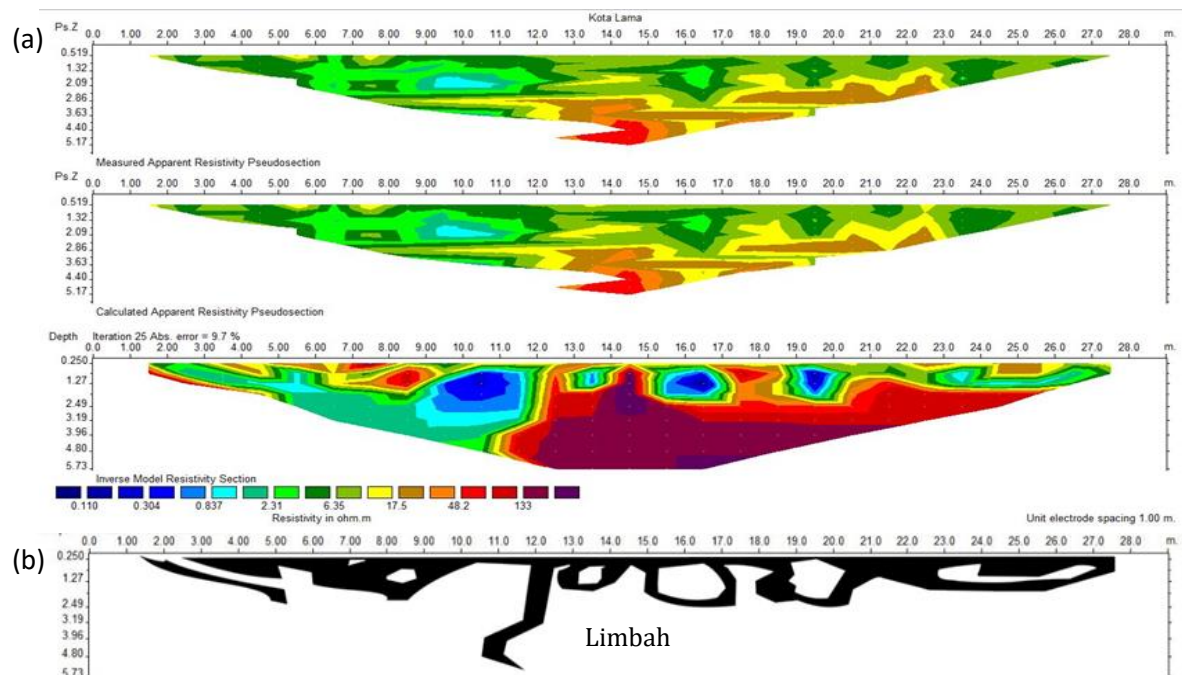 Kota Lama
(a)
Ps.Z 0.0 1.00 2.00 3.00 4.00 5.00 6.00 7.00 8.00 9.00 10.0 11.0 12.0 13.0 14.0 15.0 16.0 17.0 18.0 19.0 20.0 21.0 22.0 23.0 24.0 25.0 26.0 27.0 28.0 m.
0.519
1.32
2.09
2.86
3.63
4.40
5.17
Measured Apparent Resistivity Pseudosection
Ps.Z 0.0 1.00 2.00 3.00 4.00 5.00 6.00 7.00 8.00 9.00 10.0 11.0 12.0 13.0 14.0 15.0 16.0 17.0 18.0 19.0 20.0 21.0 22.0 23.0 24.0 25.0 26.0 27.0 28.0 m.
0.519
1.32
2.09
2.86
3.63
4.40
5.17
Calculated Apparent Resistivity Pseudosection
Depth Iteration 25 Abs. error = 9.7 %
0.0 1.00 2.00 3.00 4.00 5.00 6.00 7.00 8.00 9.00 10.0 11.0 12.0 13.0 14.0 15.0 16.0 17.0 18.0 19.0 20.0 21.0 22.0 23.0 24.0 25.0 26.0 27.0 28.0 m.
0.250
1.27
2.49
3.19
3.96
4.80
5.73
Inverse Model Resistivity Section
0.110 0.304 0.837 2.31 6.35 17.5 48.2 133
Resistivity in ohm.m Unit electrode spacing 1.00 m.
(b)
0.0 1.00 2.00 3.00 4.00 5.00 6.00 7.00 8.00 9.00 10.0 11.0 12.0 13.0 14.0 15.0 16.0 17.0 18.0 19.0 20.0 21.0 22.0 23.0 24.0 25.0 26.0 27.0 28.0 m.
0.250
1.27
2.49
3.19
3.96
4.80
5.73
Limbah